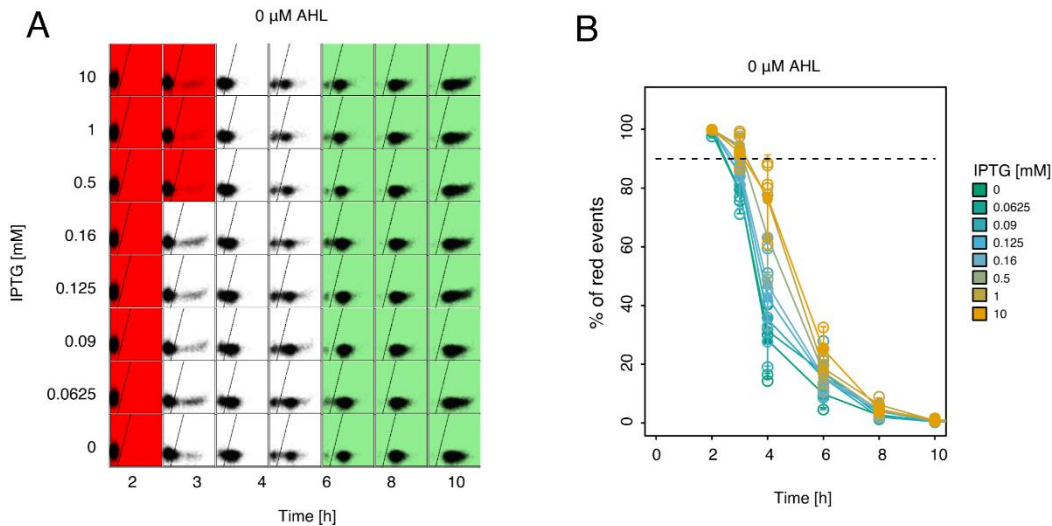 A
0 µM AHL
IPTG [mM]
10
1
0.5
0.16
0.125
0.09
0.0625
0
2 3 4 6 8 10
Time [h]
B
0 µM AHL
% of red events
100
80
60
40
20
0
0 2 4 6 8 10
Time [h]
IPTG [mM]
0
0.0625
0.09
0.125
0.16
0.5
1
10